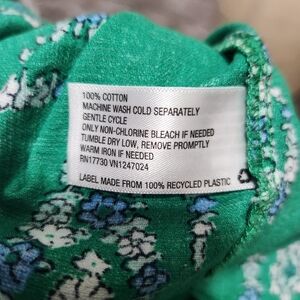 100% COTTON
MACHINE WASH COLD SEPARATELY
GENTLE CYCLE
ONLY NON-CHLORINE BLEACH IF NEEDED
TUMBLE DRY LOW, REMOVE PROMPTLY
WARM IRON IF NEEDED
RN17730 VN1247024
LABEL MADE FROM 100% RECYCLED PLASTIC